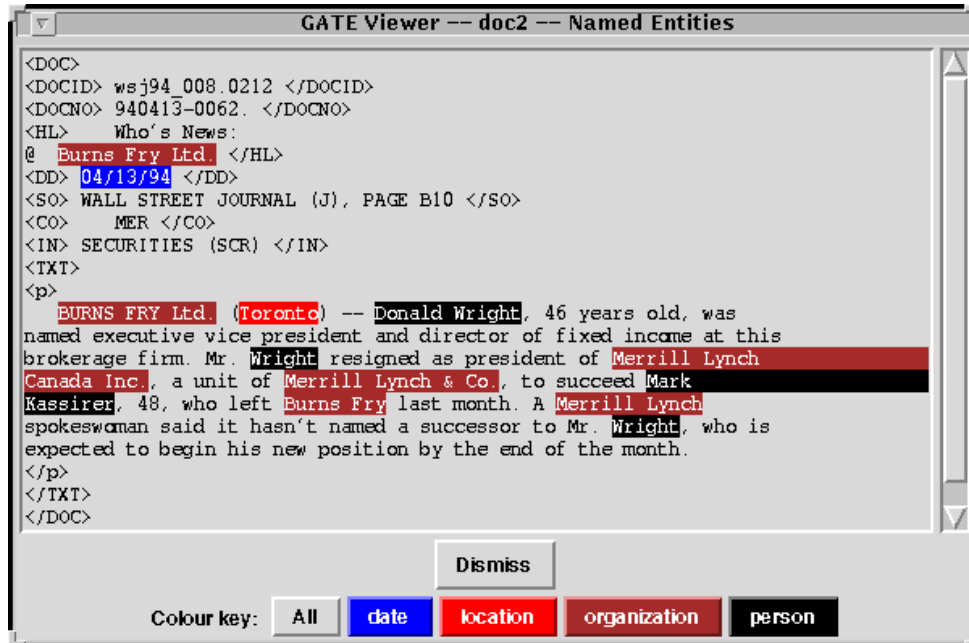 GATE Viewer -- doc2 -- Named Entities
<DOC>
<DOCID> wsj94_008.0212 </DOCID>
<DOCNO> 940413-0062. </DOCNO>
<HL>    Who's News:
@  Burns Fry Ltd. </HL>
<DD> 04/13/94 </DD>
<SO> WALL STREET JOURNAL (J), PAGE B10 </SO>
<CO>    MER </CO>
<IN> SECURITIES (SCR) </IN>
<TXT>
<p>
   BURNS FRY Ltd. (Toronto) -- Donald Wright, 46 years old, was
named executive vice president and director of fixed income at this
brokerage firm. Mr. Wright resigned as president of Merrill Lynch
Canada Inc., a unit of Merrill Lynch & Co., to succeed Mark
Kassirer, 48, who left Burns Fry last month. A Merrill Lynch
spokeswoman said it hasn't named a successor to Mr. Wright, who is
expected to begin his new position by the end of the month.
</p>
</TXT>
</DOC>
Dismiss
Colour key: All date location organization person